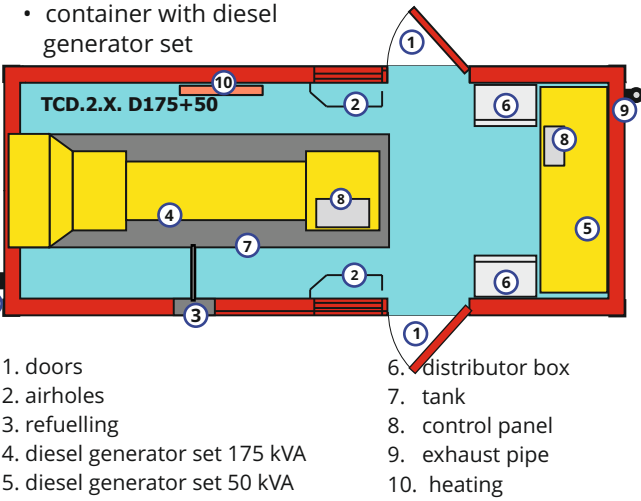 • container with diesel
generator set
1
10
TCD.2.X. D175+50
2
6
9
8
8
4
5
7
2
6
3
1
1. doors
2. airholes
3. refuelling
4. diesel generator set 175 kVA
5. diesel generator set 50 kVA
6. distributor box
7. tank
8. control panel
9. exhaust pipe
10. heating